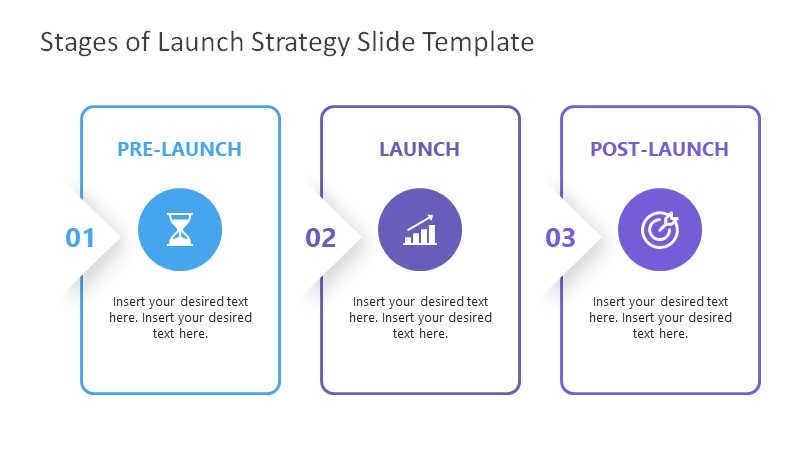 Stages of Launch Strategy Slide Template
01
PRE-LAUNCH
Insert your desired text
here. Insert your desired
text here.
02
LAUNCH
Insert your desired text
here. Insert your desired
text here.
03
POST-LAUNCH
Insert your desired text
here. Insert your desired
text here.